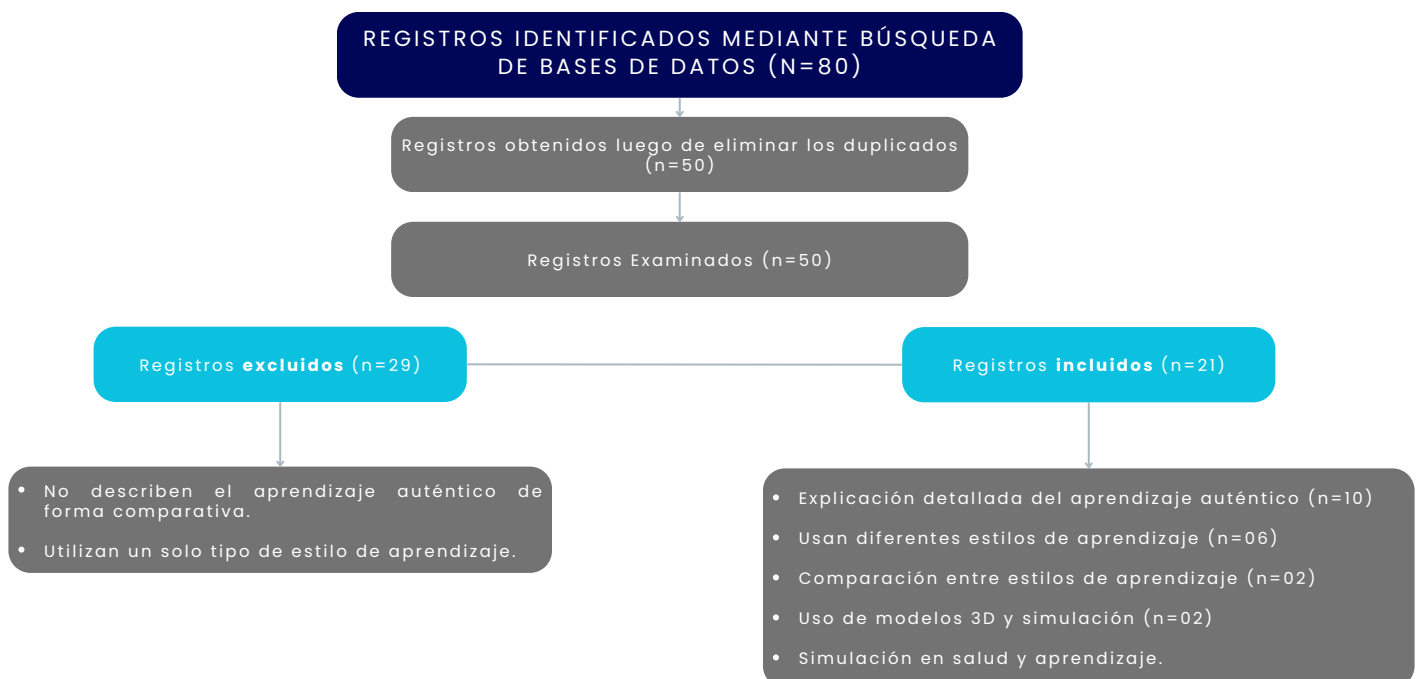 REGISTROS IDENTIFICADOS MEDIANTE BÚSQUEDA
DE BASES DE DATOS (N=80)
Registros obtenidos luego de eliminar los duplicados
(n=50)
Registros Examinados (n=50)
Registros excluidos (n=29)
Registros incluidos (n=21)
• No describen el aprendizaje auténtico de
forma comparativa.
• Utilizan un solo tipo de estilo de aprendizaje.
• Explicación detallada del aprendizaje auténtico (n=10)
• Usan diferentes estilos de aprendizaje (n=06)
• Comparación entre estilos de aprendizaje (n=02)
• Uso de modelos 3D y simulación (n=02)
• Simulación en salud y aprendizaje.